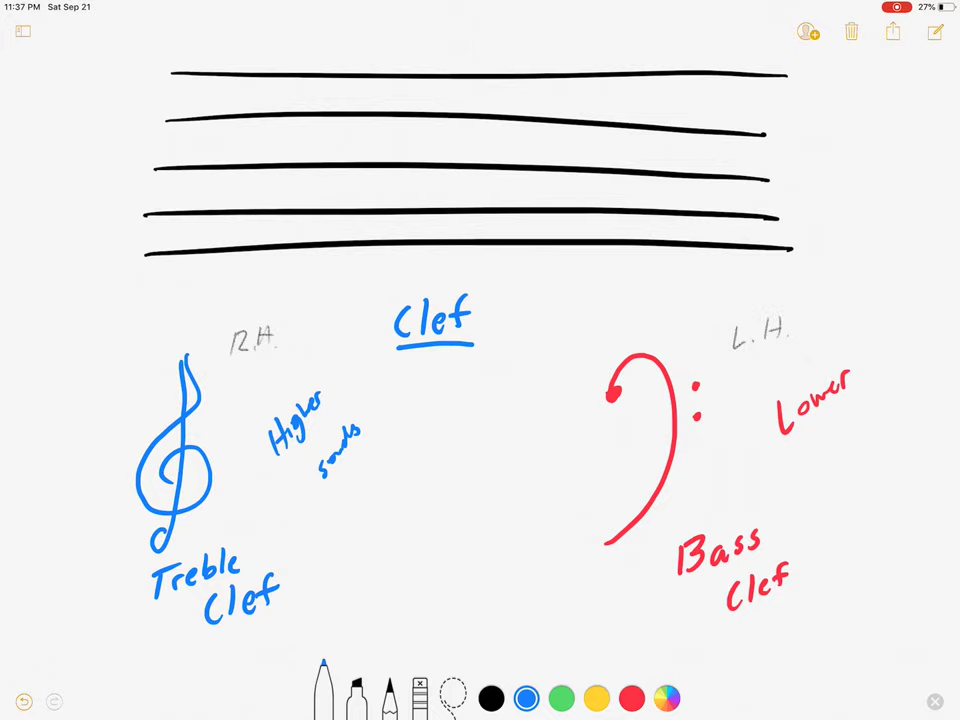 11:37 PM Sat Sep 21
27%
Clef
R.H.
L.H.
Higher
sounds
Lower
Treble
Clef
Bass
Clef